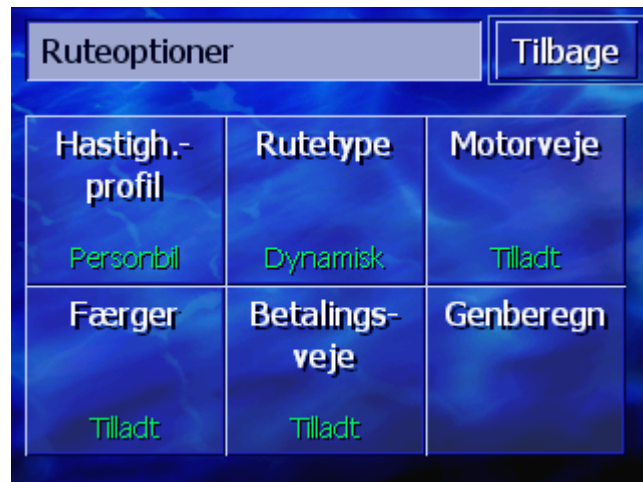 Ruteoptioner
Tilbage
Hastigh.-
profil
Personbil
Rutetype
Dynamisk
Motorveje
Tilladt
Færger
Tilladt
Betalings-
veje
Tilladt
Genberegn